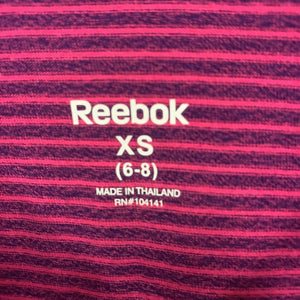 Reebok
XS
(6-8)
MADE IN THAILAND
RN#104141